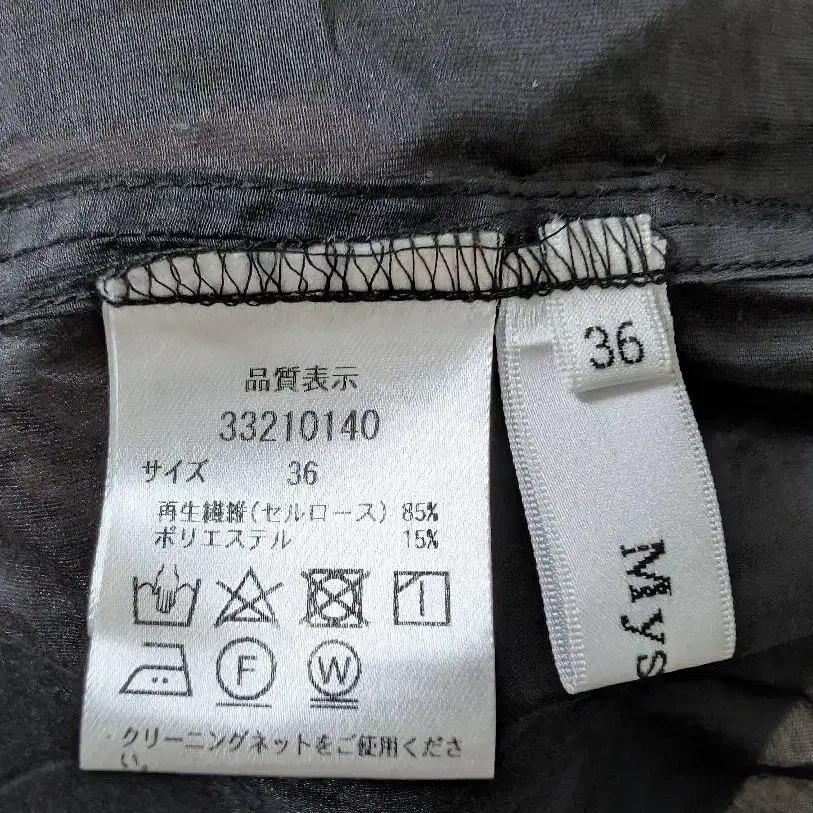 品質表示
33210140
サイズ 36
再生繊維(セルロース) 85%
ポリエステル 15%
F W
クリーニングネットをご使用くださ
い。
36
Mys